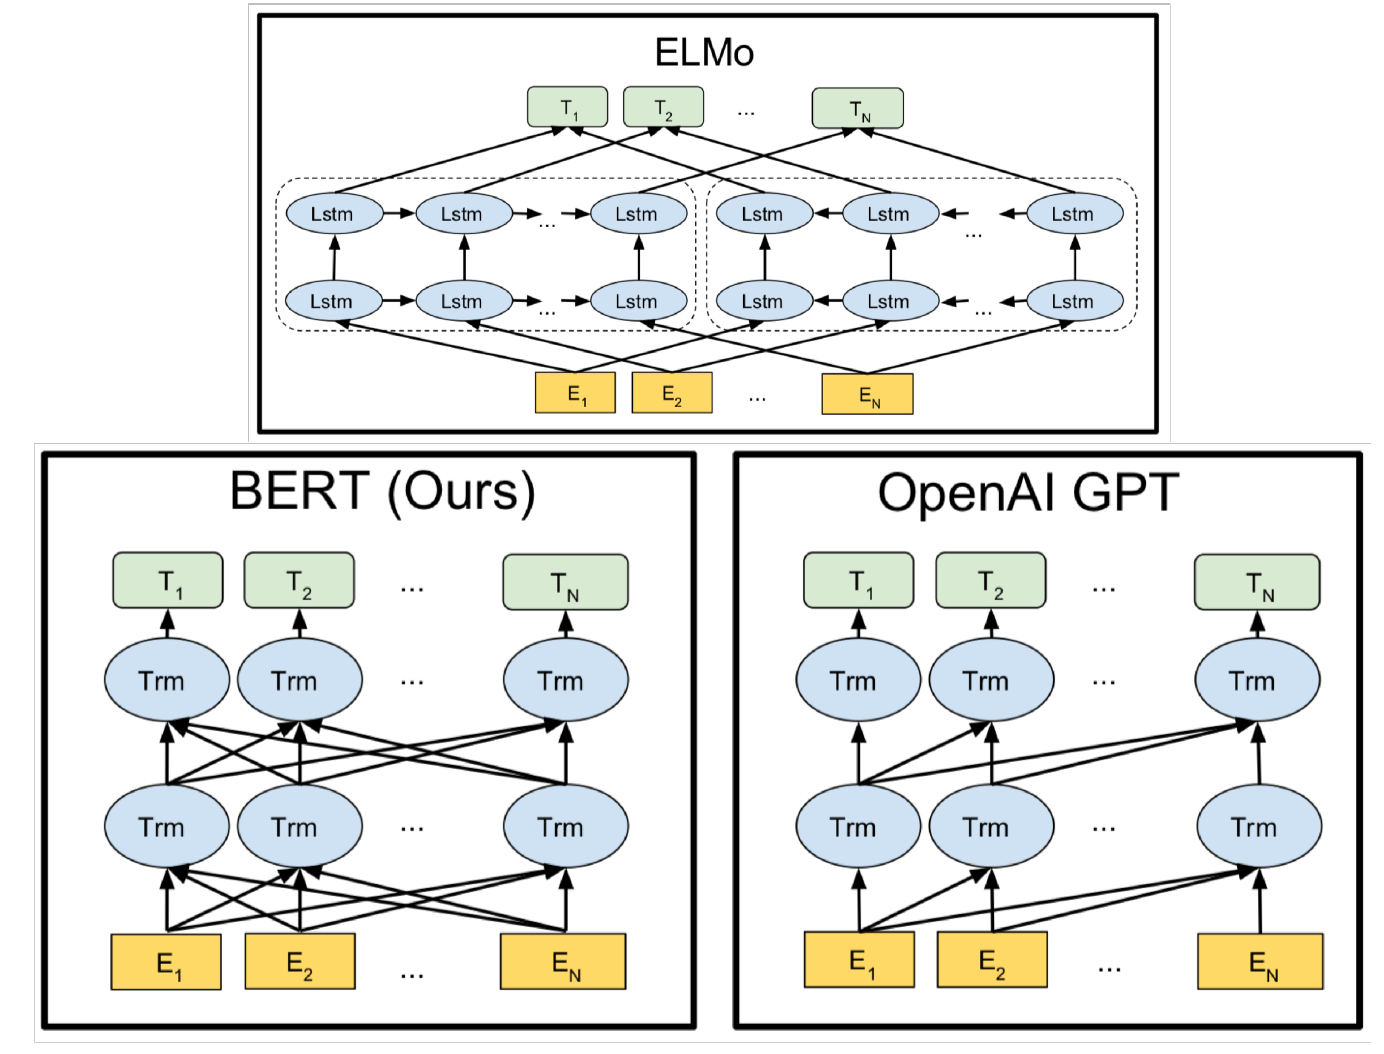 ELMo
T1 T2 ... TN
Lstm Lstm ... Lstm Lstm Lstm ... Lstm
Lstm Lstm ... Lstm Lstm Lstm ... Lstm
E1 E2 ... EN
BERT (Ours)
T1 T2 ... TN
Trm Trm ... Trm
Trm Trm ... Trm
E1 E2 ... EN
OpenAI GPT
T1 T2 ... TN
Trm Trm ... Trm
Trm Trm ... Trm
E1 E2 ... EN